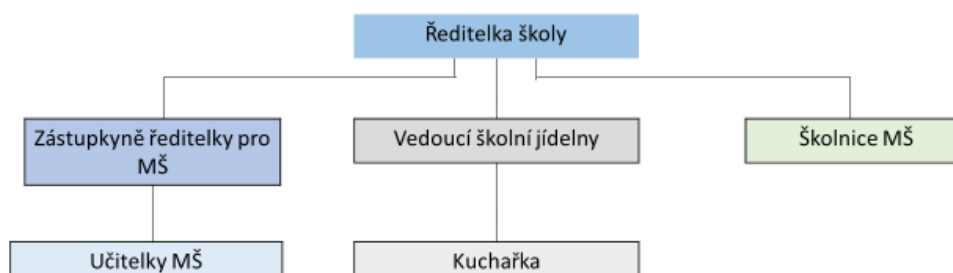 Ředitelka školy
Zástupkyně ředitelky pro
MŠ
Vedoucí školní jídelny
Školnice MŠ
Učitelky MŠ
Kuchařka